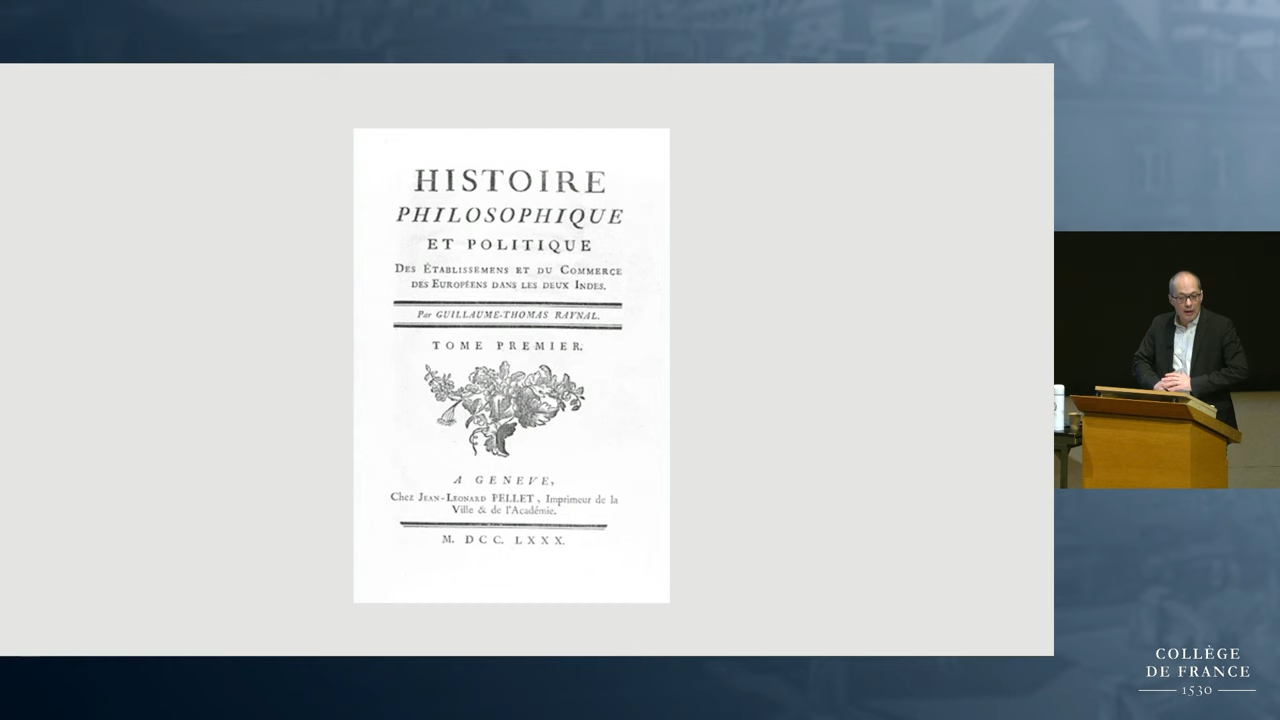 HISTOIRE
PHILOSOPHIQUE
ET POLITIQUE
DES ÉTABLISSEMENS ET DU COMMERCE
DES EUROPÉENS DANS LES DEUX INDES.
Par GUILLAUME-THOMAS RAYNAL.
TOME PREMIER.
A GENEVE,
Chez JEAN-LEONARD PELLET, Imprimeur de la
Ville & de l'Académie.
M. DCC. LXXX.
COLLÈGE
DE FRANCE
1530